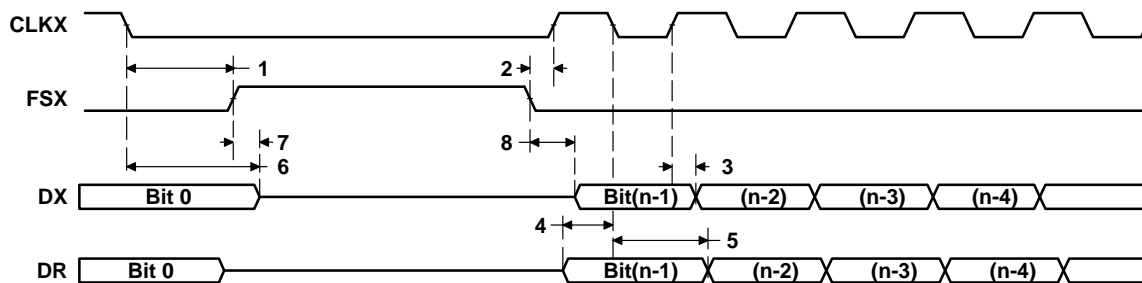 CLKX
1
2
FSX
7
8
6
3
DX
Bit 0
Bit(n-1)
(n-2)
(n-3)
(n-4)
4
5
DR
Bit 0
Bit(n-1)
(n-2)
(n-3)
(n-4)